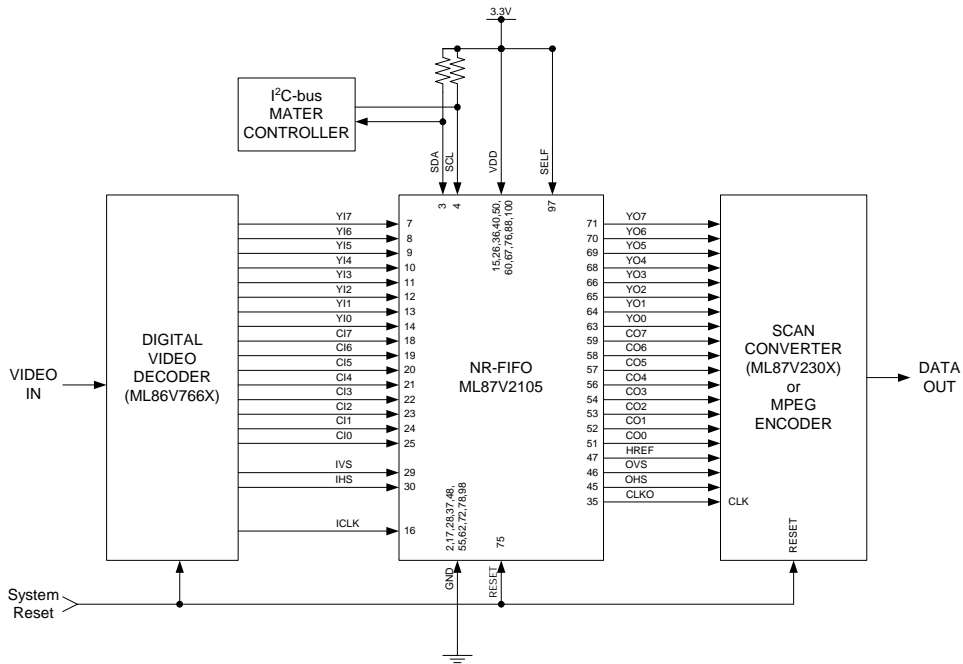 3.3V
I²C-bus
MATER
CONTROLLER
SDA
SCL
VDD
SELF
3
4
15,26,36,40,50,
60,67,76,88,100
97
VIDEO
IN
DIGITAL
VIDEO
DECODER
(ML86V766X)
YI7
YI6
YI5
YI4
YI3
YI2
YI1
YI0
CI7
CI6
CI5
CI4
CI3
CI2
CI1
CI0
IVS
IHS
ICLK
7
8
9
10
11
12
13
14
18
19
20
21
22
23
24
25
29
30
16
NR-FIFO
ML87V2105
71
70
69
68
66
65
64
63
59
58
57
56
54
53
52
51
47
46
45
35
YO7
YO6
YO5
YO4
YO3
YO2
YO1
YO0
CO7
CO6
CO5
CO4
CO3
CO2
CO1
CO0
HREF
OVS
OHS
CLKO
CLK
SCAN
CONVERTER
(ML87V230X)
or
MPEG
ENCODER
DATA
OUT
2,17,28,37,48,
55,62,72,78,98
75
GND
RESET
RESET
System
Reset